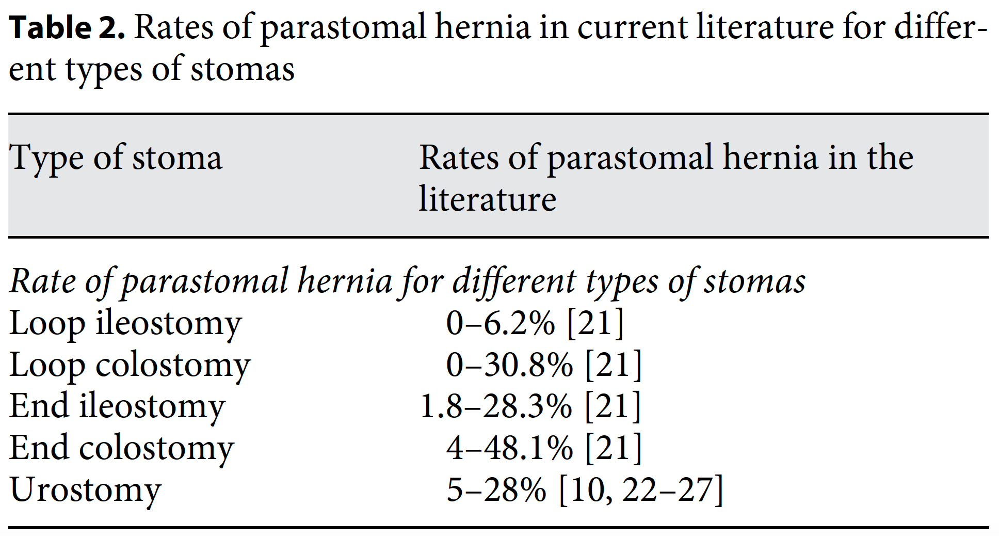 Table 2. Rates of parastomal hernia in current literature for differ-
ent types of stomas
Type of stoma Rates of parastomal hernia in the
literature
Rate of parastomal hernia for different types of stomas
Loop ileostomy 0–6.2% [21]
Loop colostomy 0–30.8% [21]
End ileostomy 1.8–28.3% [21]
End colostomy 4–48.1% [21]
Urostomy 5–28% [10, 22–27]